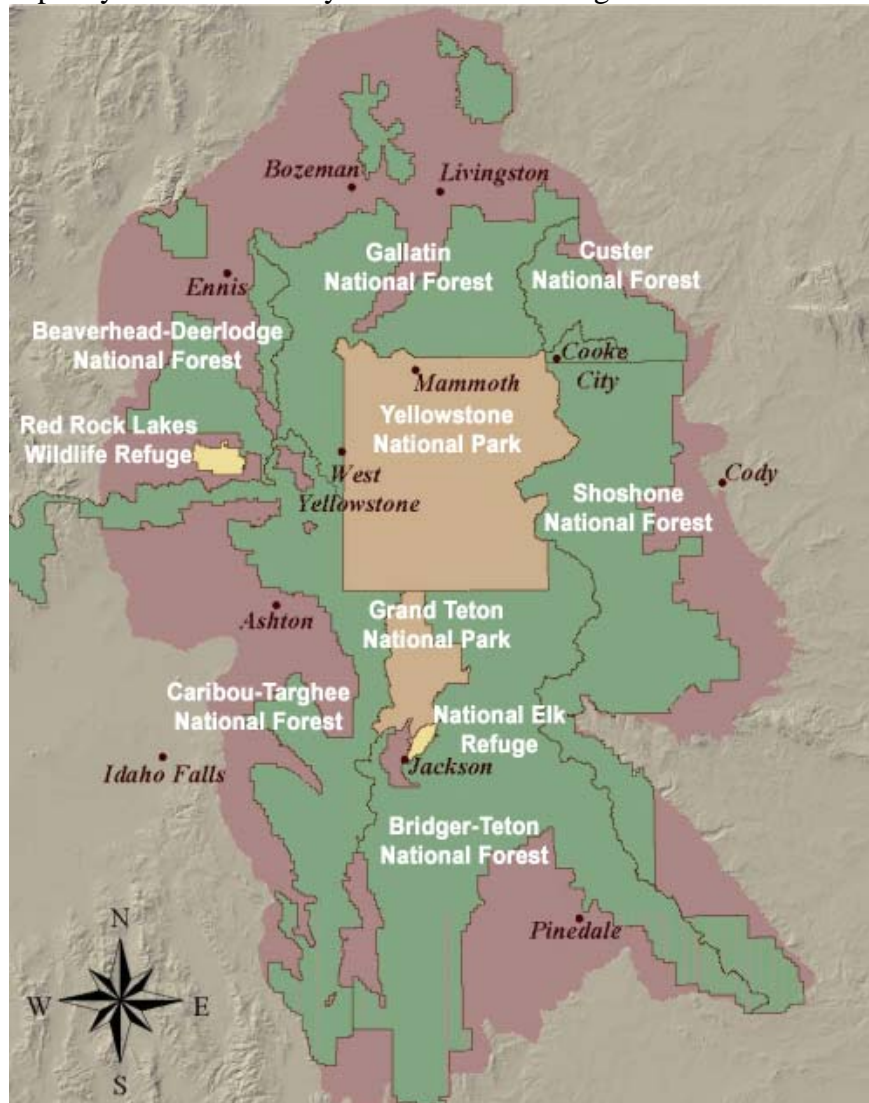 Bozeman
Livingston
Gallatin
National Forest
Custer
National Forest
Ennis
Beaverhead-Deerlodge
National Forest
Cooke
City
Mammoth
Yellowstone
National Park
Red Rock Lakes
Wildlife Refuge
West
Yellowstone
Cody
Shoshone
National Forest
Grand Teton
National Park
Ashton
Caribou-Targhee
National Forest
National Elk
Refuge
Idaho Falls
Jackson
Bridger-Teton
National Forest
Pinedale
N
W
E
S